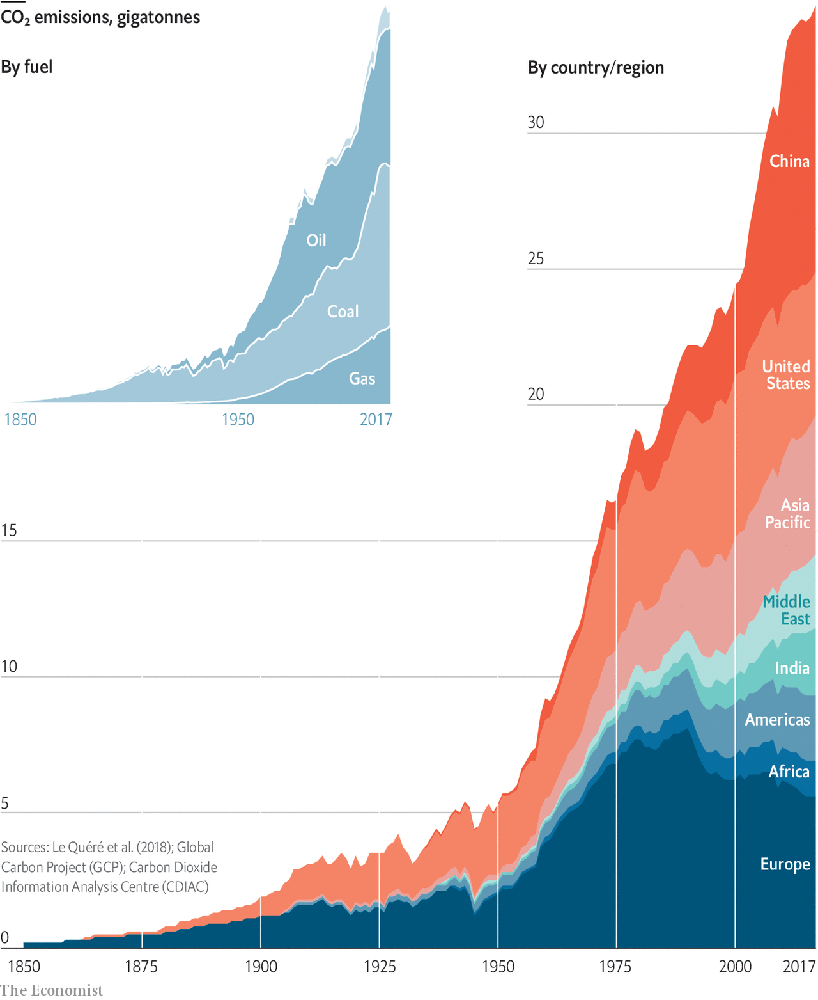 CO₂ emissions, gigatonnes
By fuel
Oil
Coal
Gas
1850
1950
2017
By country/region
30
25
20
15
10
5
0
China
United
States
Asia
Pacific
Middle
East
India
Americas
Africa
Europe
Sources: Le Quéré et al. (2018); Global
Carbon Project (GCP); Carbon Dioxide
Information Analysis Centre (CDIAC)
1850
1875
1900
1925
1950
1975
2000
2017
The Economist